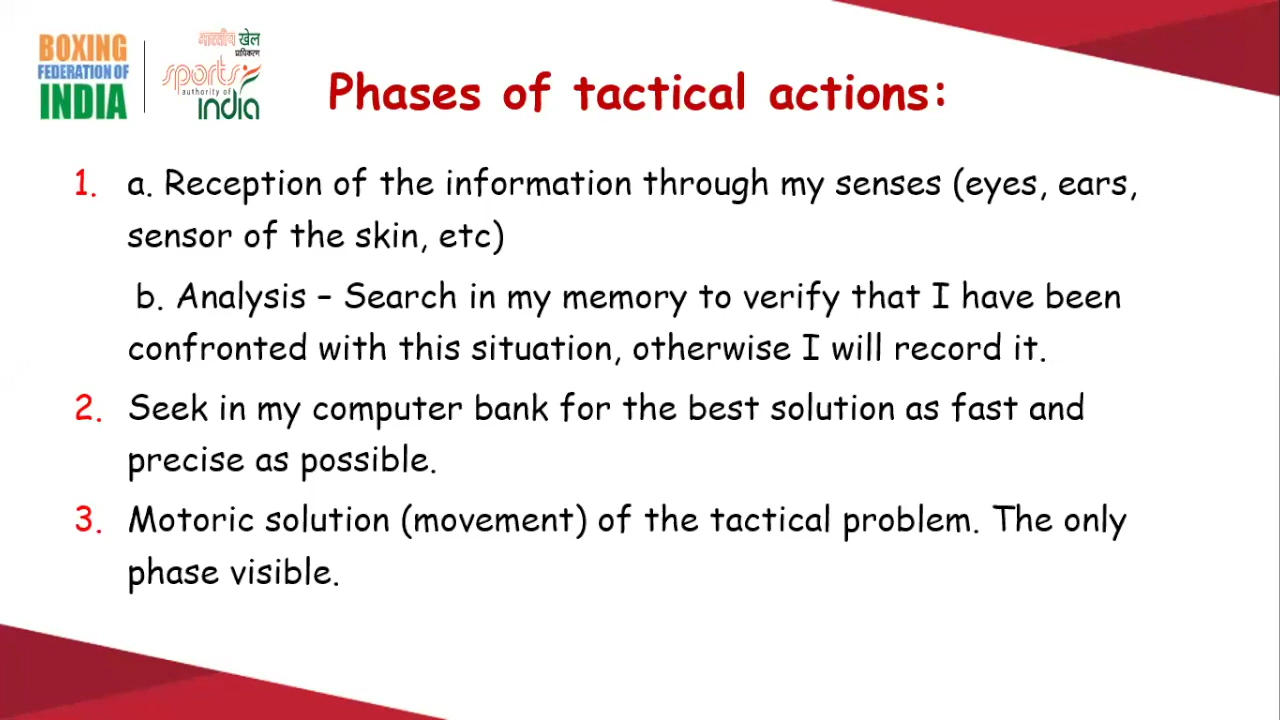 BOXING
FEDERATION OF
INDIA
भारतीय खेल
प्राधिकरण
sports
authority of
india
Phases of tactical actions:
1. a. Reception of the information through my senses (eyes, ears,
sensor of the skin, etc)
b. Analysis – Search in my memory to verify that I have been
confronted with this situation, otherwise I will record it.
2. Seek in my computer bank for the best solution as fast and
precise as possible.
3. Motoric solution (movement) of the tactical problem. The only
phase visible.